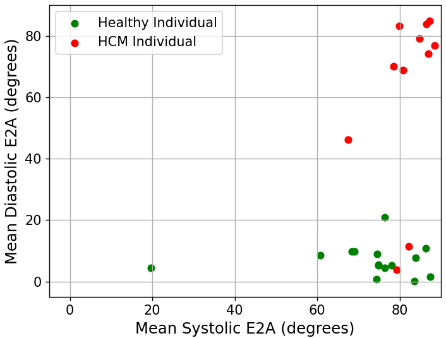 Healthy Individual
HCM Individual
Mean Diastolic E2A (degrees)
80
60
40
20
0
0 20 40 60 80
Mean Systolic E2A (degrees)